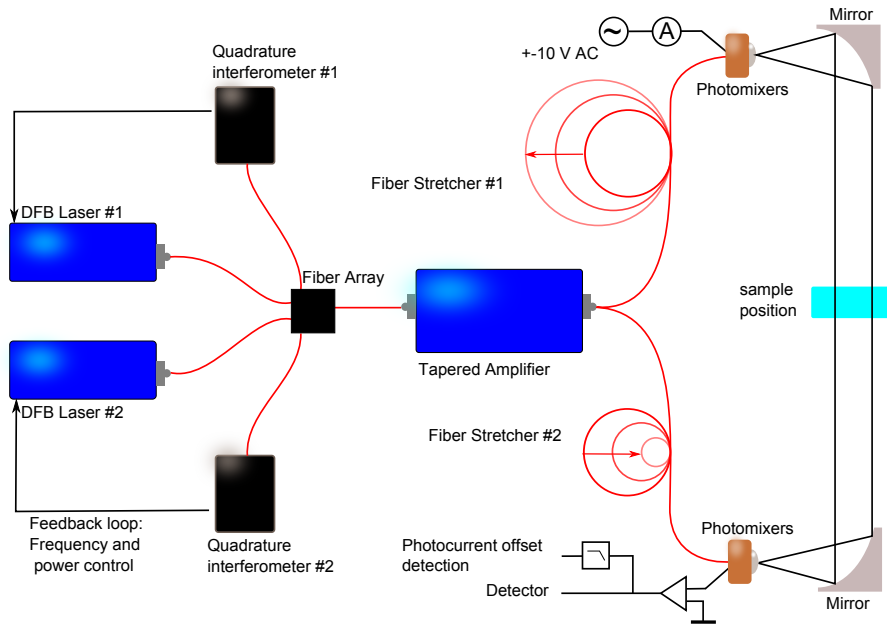 Mirror
Quadrature
interferometer #1
~
A
+-10 V AC
Photomixers
Fiber Stretcher #1
DFB Laser #1
Fiber Array
sample
position
Tapered Amplifier
DFB Laser #2
Fiber Stretcher #2
Feedback loop:
Frequency and
power control
Quadrature
interferometer #2
Photomixers
Photocurrent offset
detection
Detector
Mirror